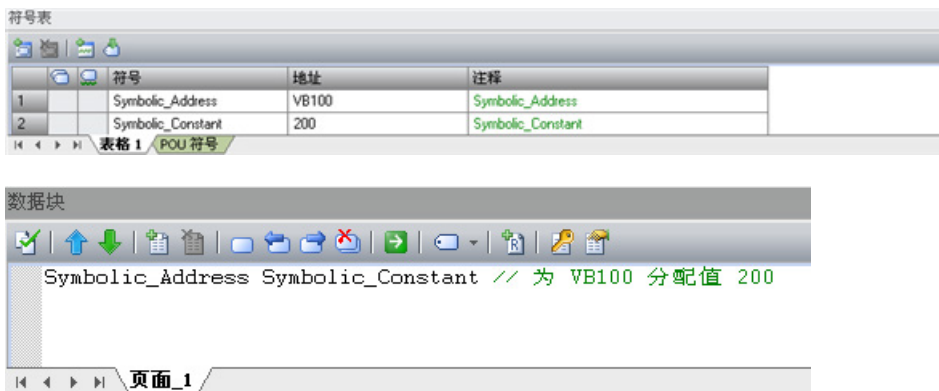 符号表
符号 地址 注释
1 Symbolic_Address VB100 Symbolic_Address
2 Symbolic_Constant 200 Symbolic_Constant
表格 1 POU 符号
数据块
Symbolic_Address Symbolic_Constant // 为 VB100 分配值 200
页面_1